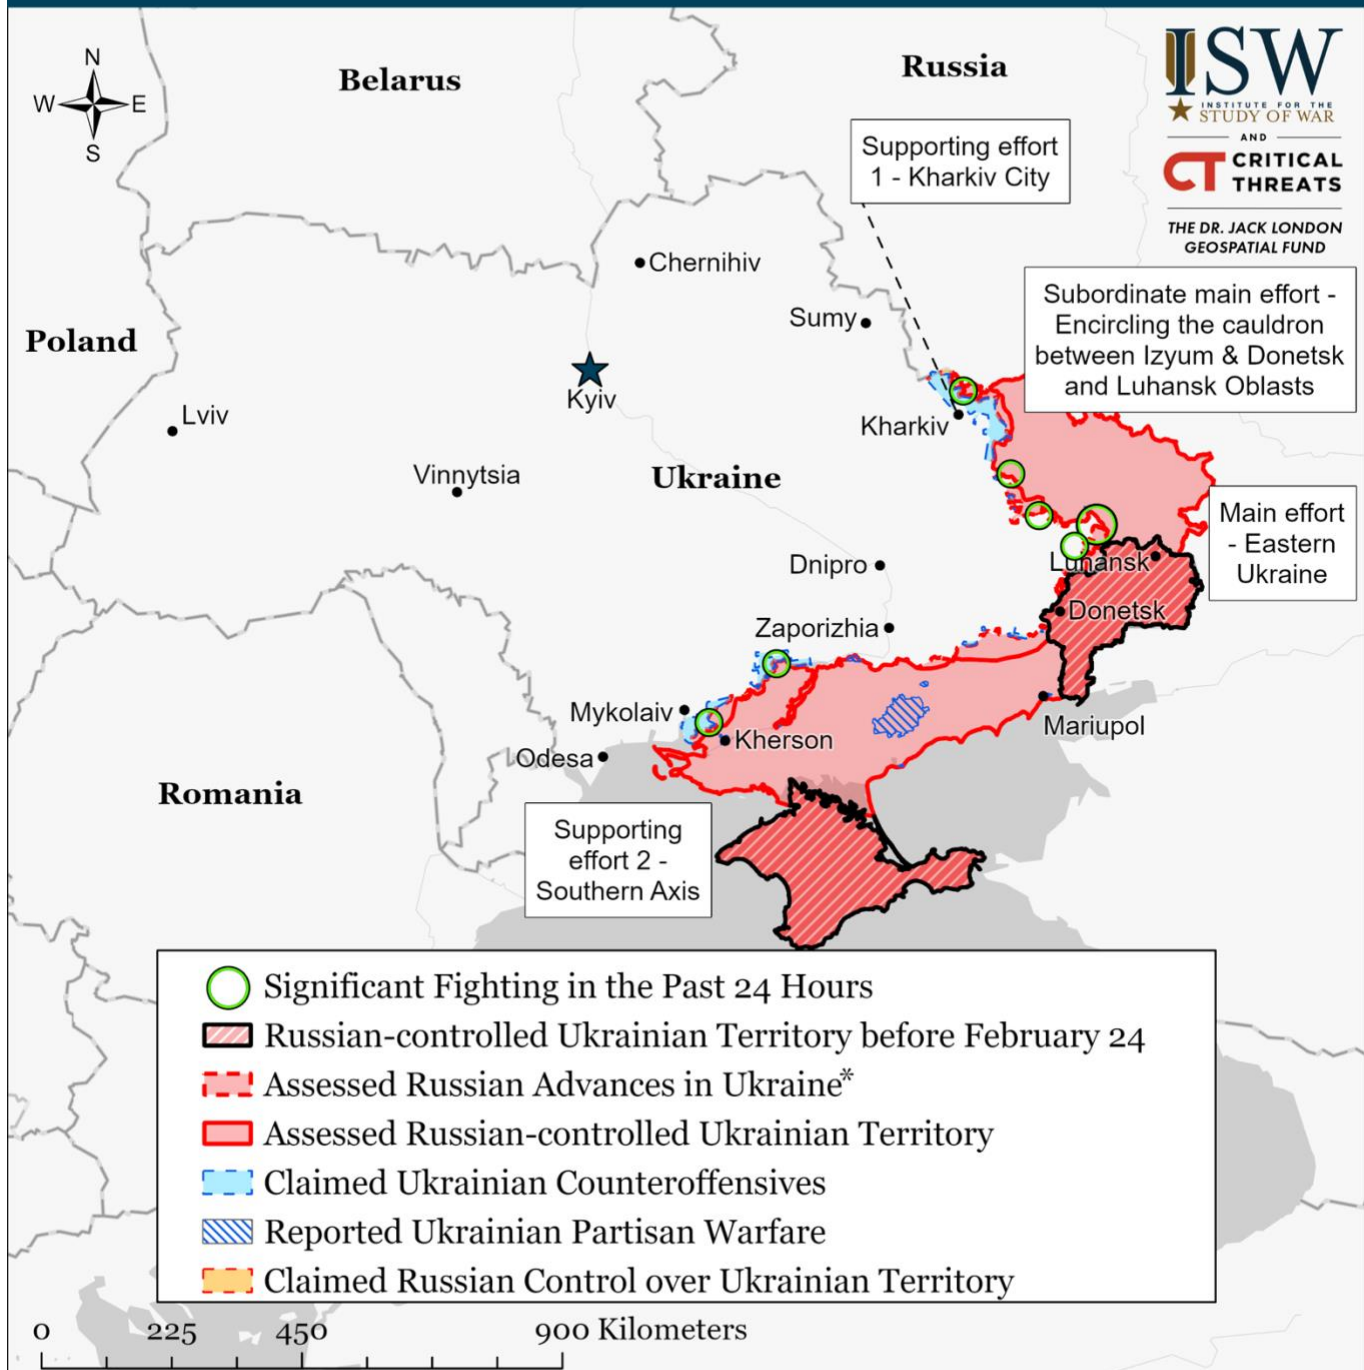 N
W
E
S
Belarus
Russia
ISW
INSTITUTE FOR THE
STUDY OF WAR
AND
CT CRITICAL
THREATS
THE DR. JACK LONDON
GEOSPATIAL FUND
Supporting effort
1 - Kharkiv City
Chernihiv
Sumy
Subordinate main effort -
Encircling the cauldron
between Izyum & Donetsk
and Luhansk Oblasts
Poland
Kyiv
Lviv
Kharkiv
Vinnytsia
Ukraine
Main effort
- Eastern
Ukraine
Dnipro
Luhansk
Donetsk
Zaporizhia
Mykolaiv
Mariupol
Kherson
Odesa
Romania
Supporting
effort 2 -
Southern Axis
Significant Fighting in the Past 24 Hours
Russian-controlled Ukrainian Territory before February 24
Assessed Russian Advances in Ukraine*
Assessed Russian-controlled Ukrainian Territory
Claimed Ukrainian Counteroffensives
Reported Ukrainian Partisan Warfare
Claimed Russian Control over Ukrainian Territory
0 225 450 900 Kilometers